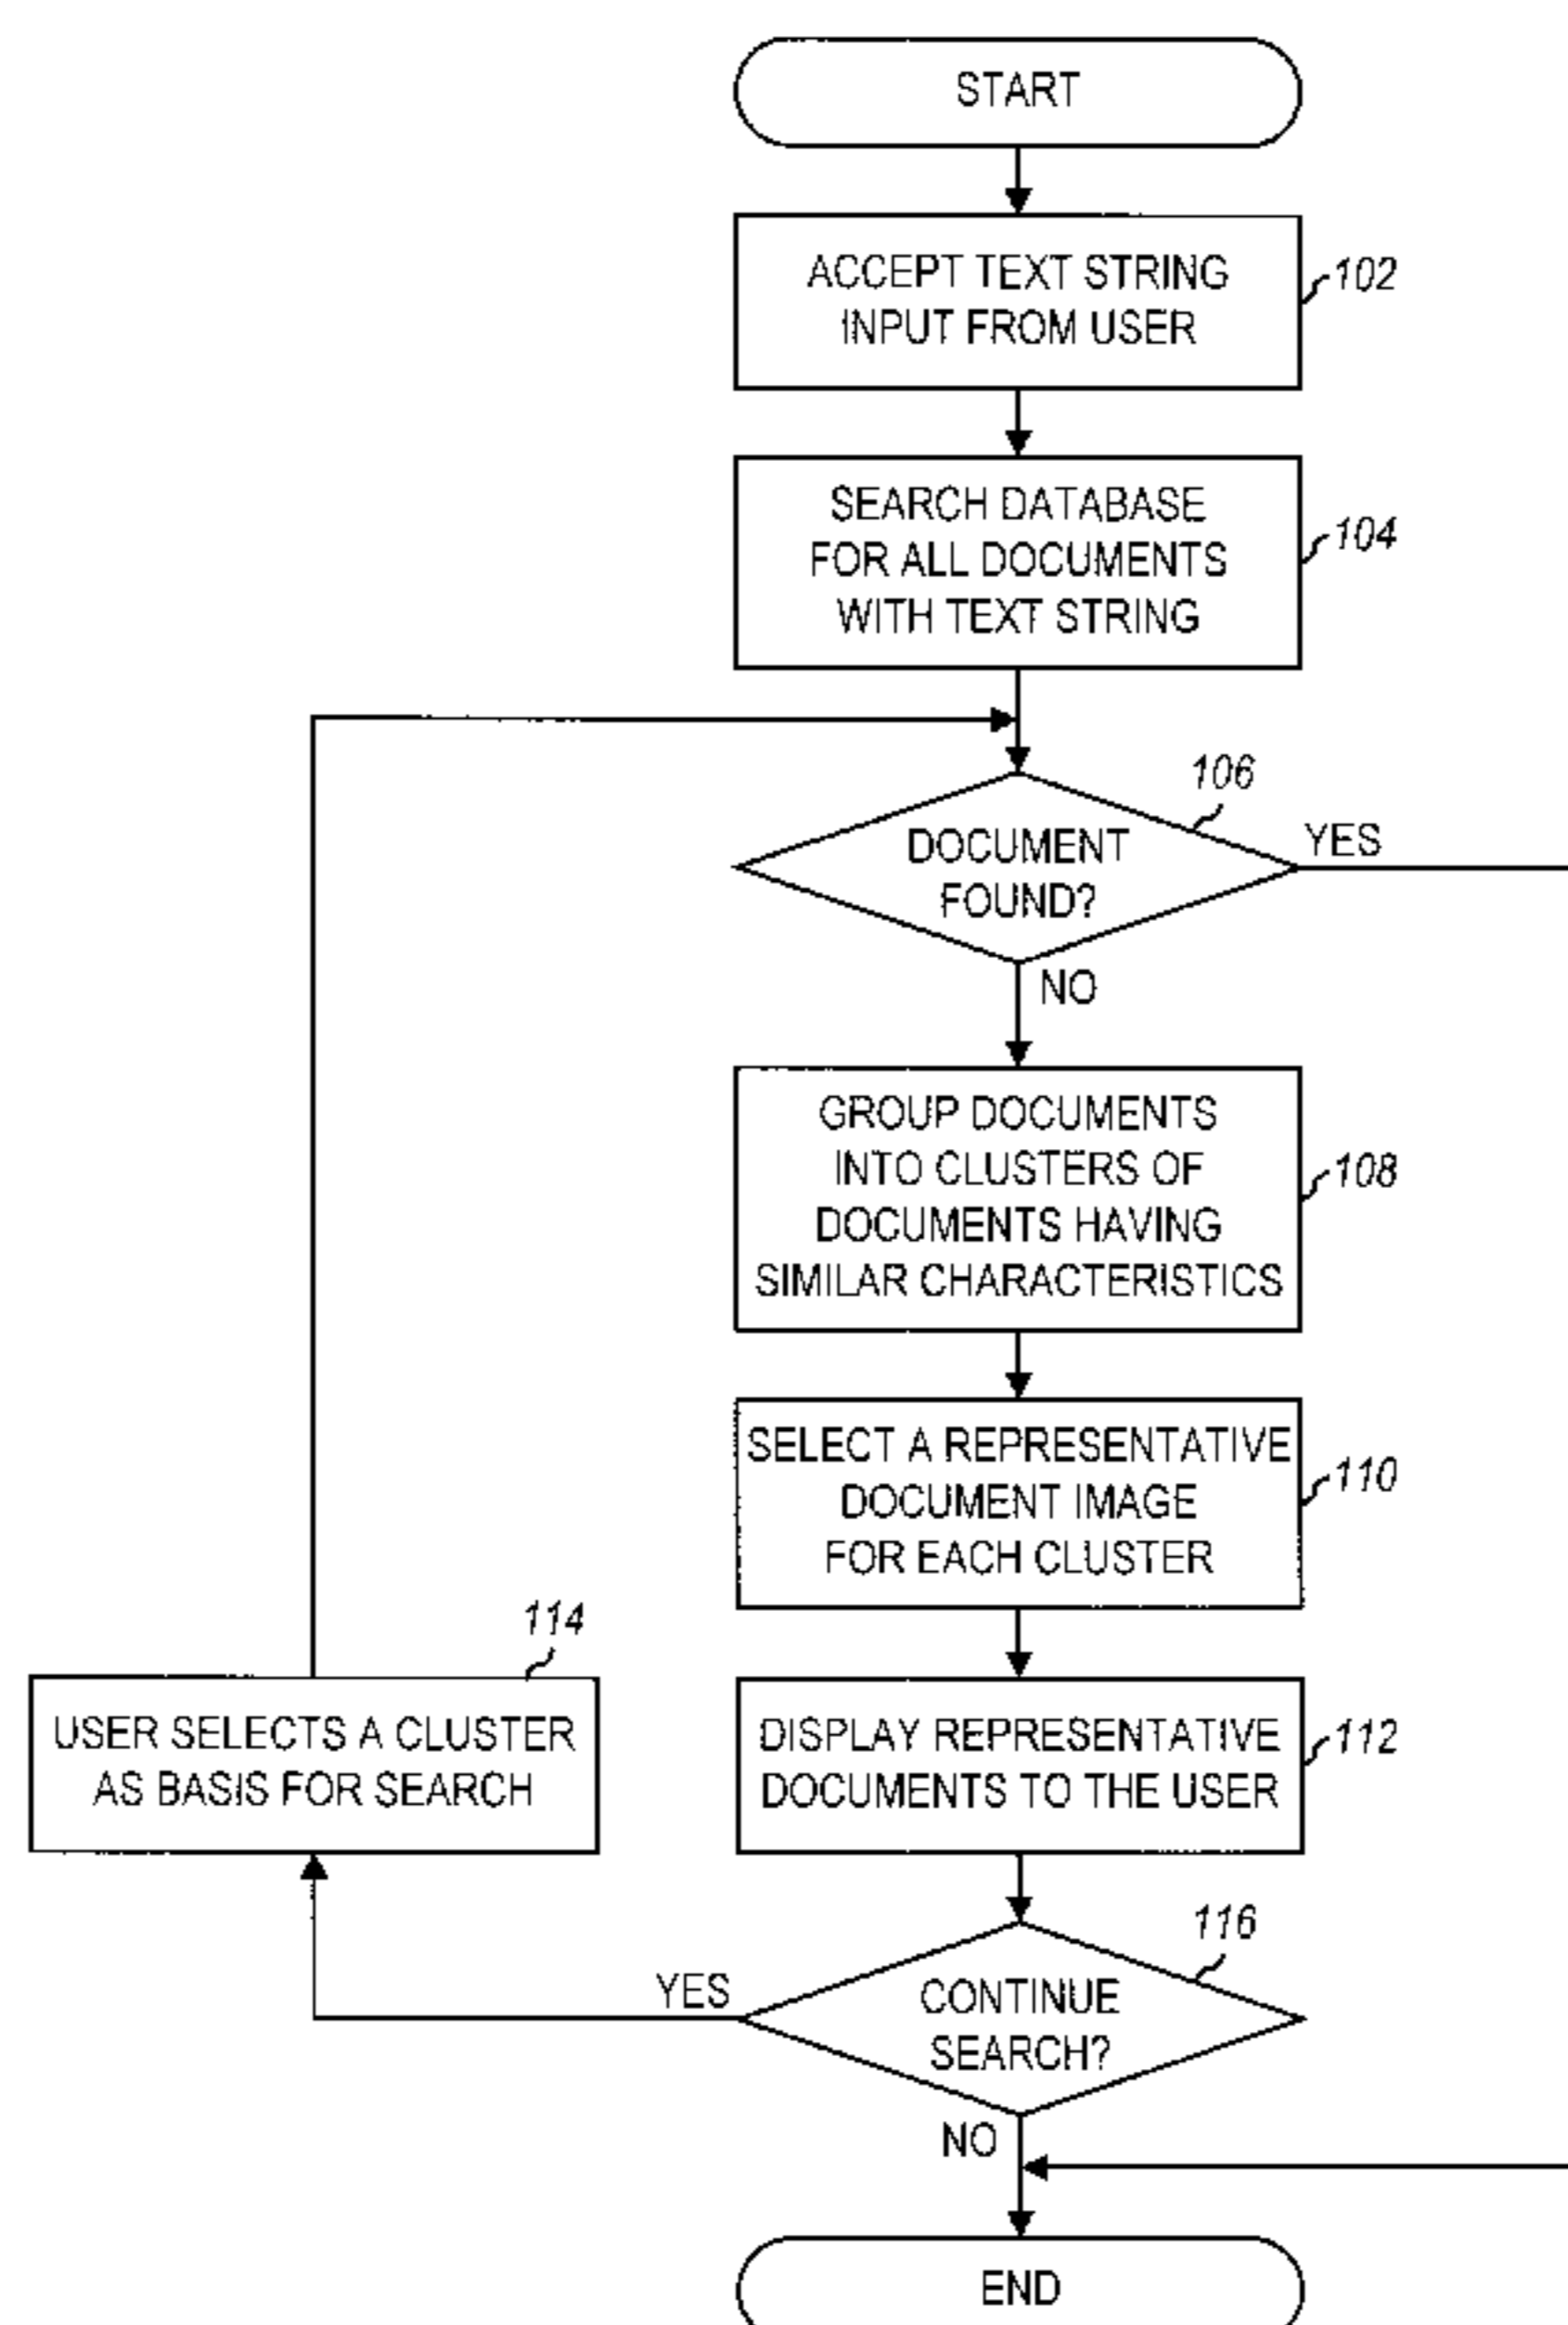 START
ACCEPT TEXT STRING
INPUT FROM USER
102
SEARCH DATABASE
FOR ALL DOCUMENTS
WITH TEXT STRING
104
106
DOCUMENT
FOUND?
YES
NO
GROUP DOCUMENTS
INTO CLUSTERS OF
DOCUMENTS HAVING
SIMILAR CHARACTERISTICS
108
SELECT A REPRESENTATIVE
DOCUMENT IMAGE
FOR EACH CLUSTER
110
114
USER SELECTS A CLUSTER
AS BASIS FOR SEARCH
DISPLAY REPRESENTATIVE
DOCUMENTS TO THE USER
112
116
YES
CONTINUE
SEARCH?
NO
END